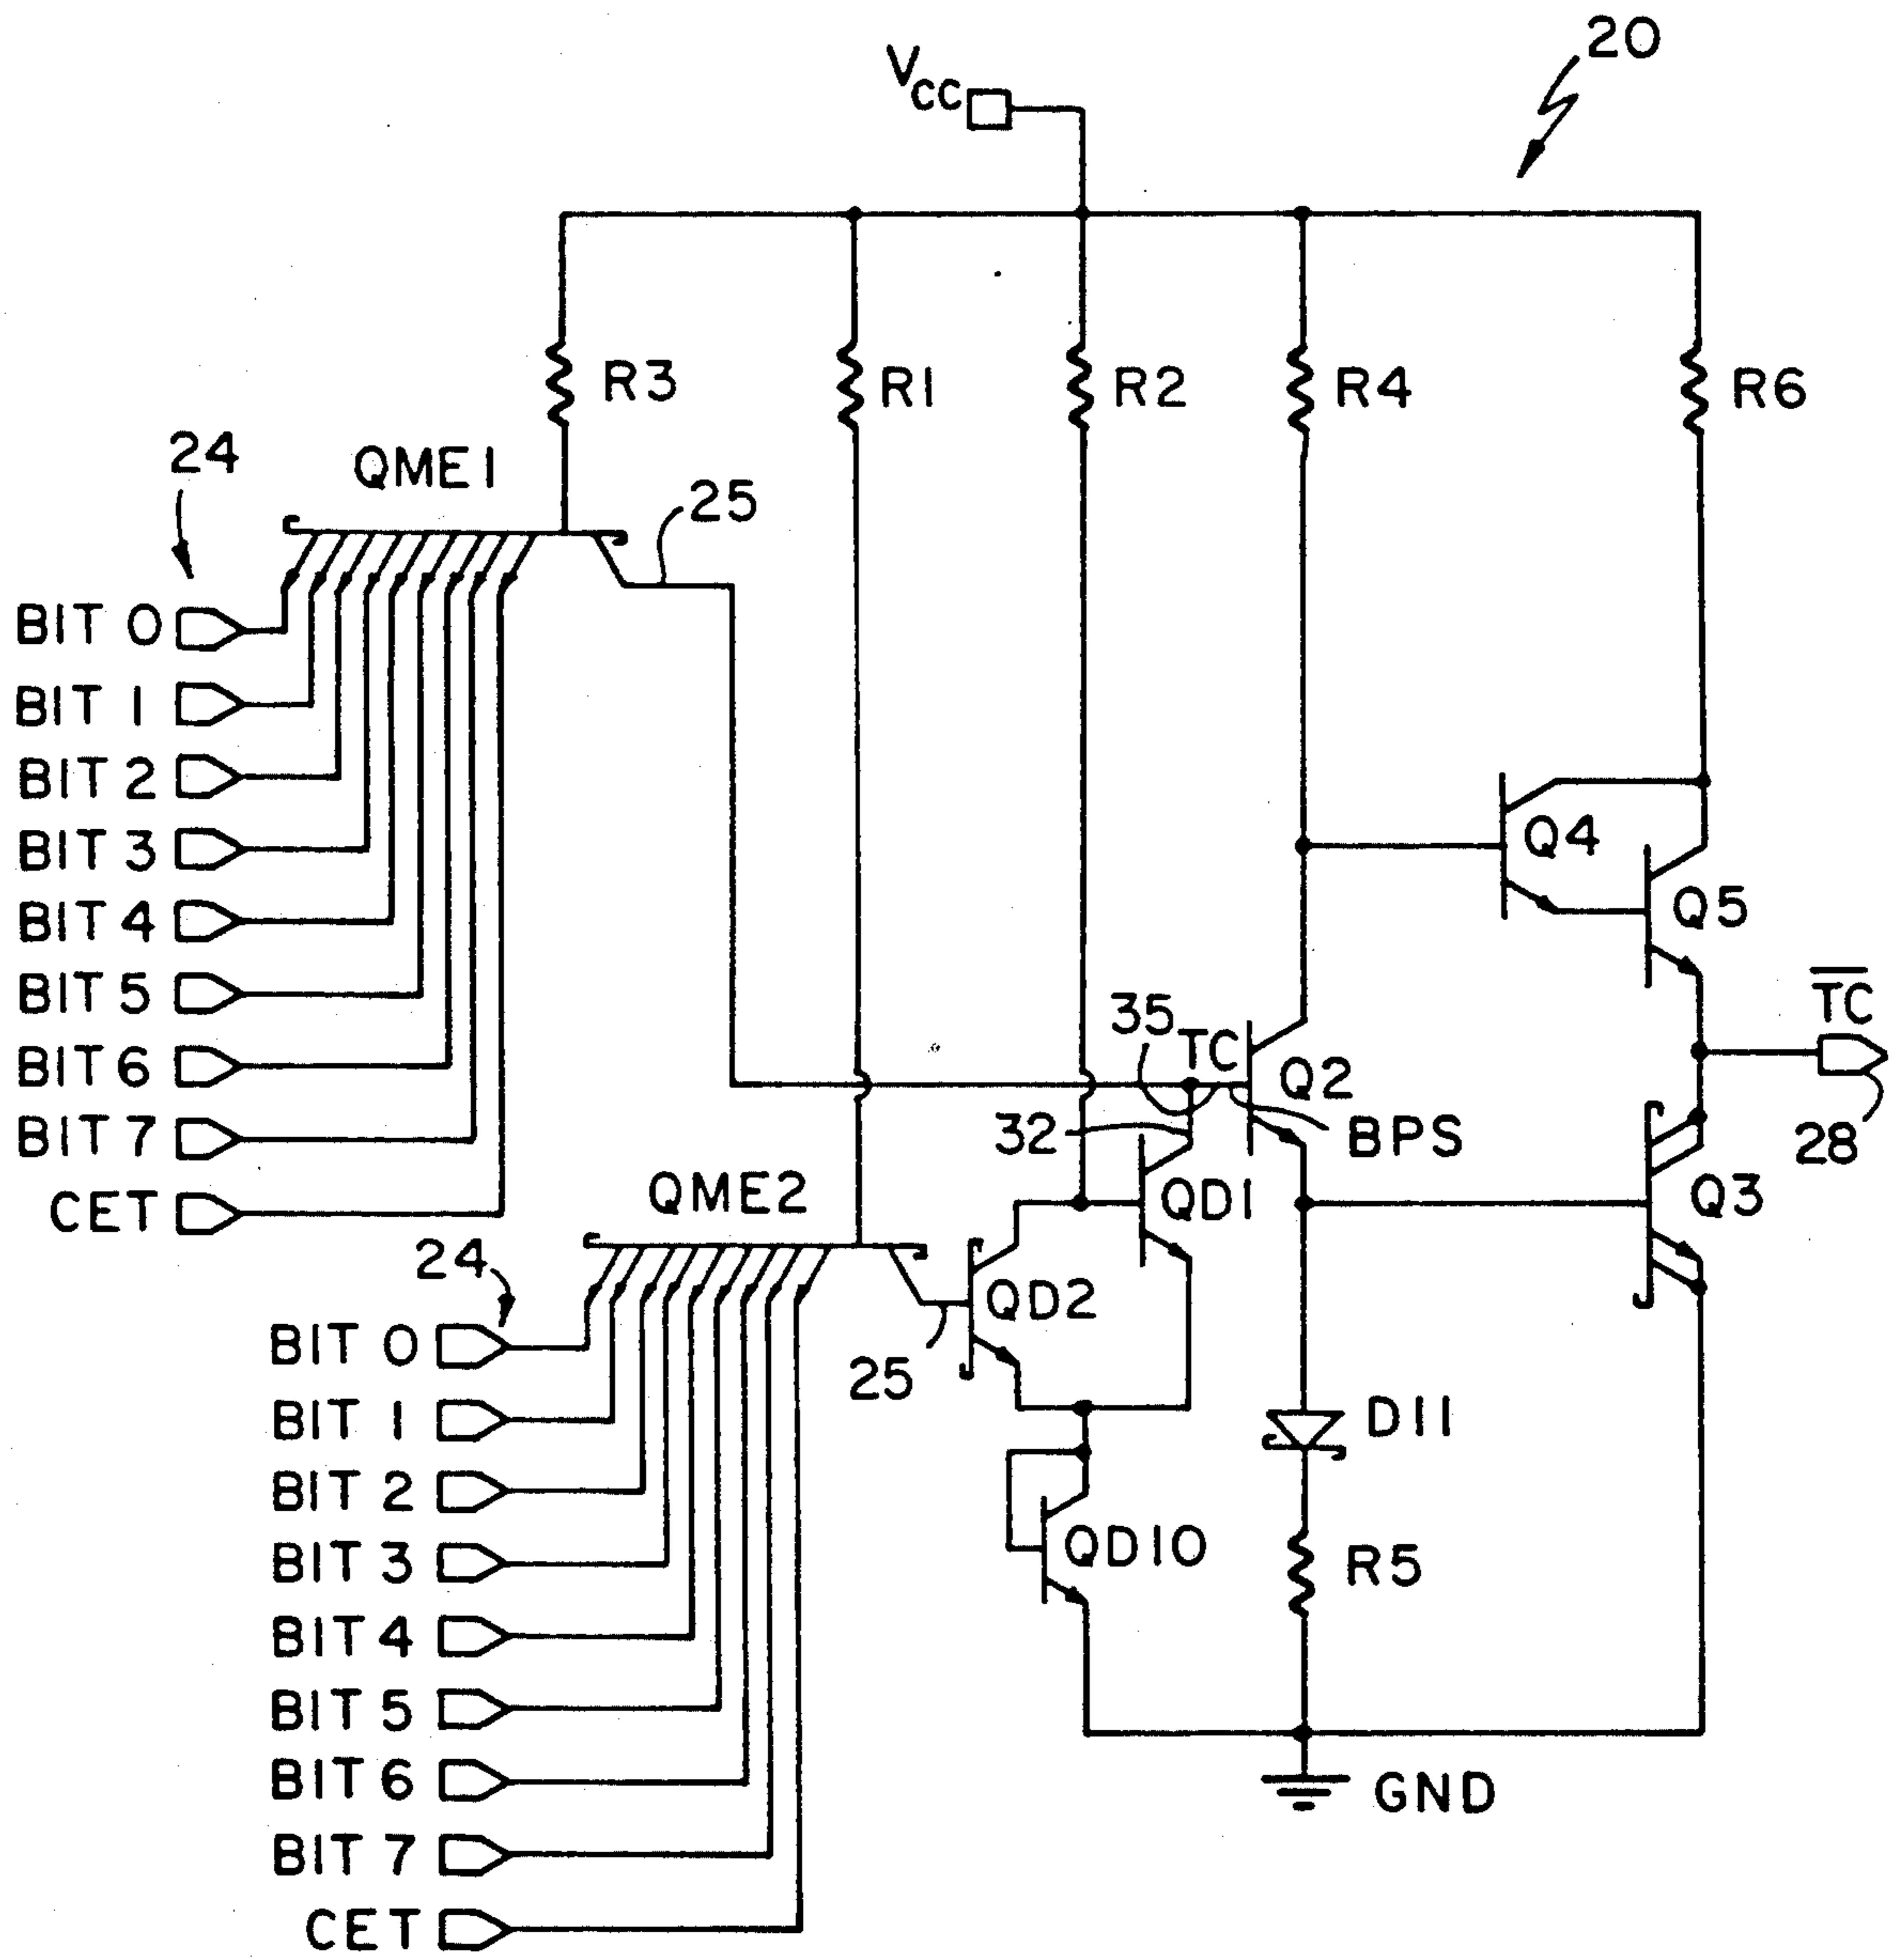 20
VCC
R3
R1
R2
R4
R6
24
QME1
25
BIT 0
BIT 1
BIT 2
BIT 3
BIT 4
BIT 5
BIT 6
BIT 7
CET
Q4
Q5
TC
28
35
TC
Q2
32
BPS
QD1
Q3
QME2
24
QD2
25
BIT 0
BIT 1
BIT 2
BIT 3
BIT 4
BIT 5
BIT 6
BIT 7
CET
D11
QD10
R5
GND